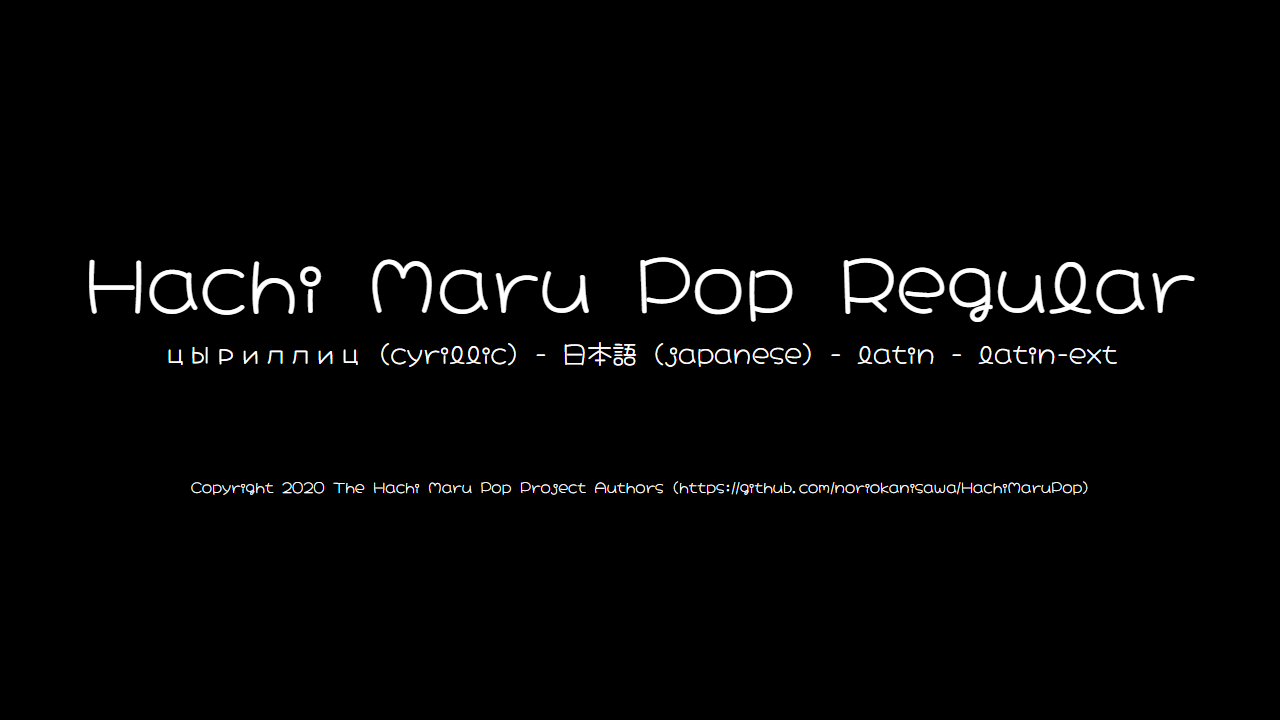 Hachi Maru Pop Regular
цыриллиц (cyrillic) - 日本語 (japanese) - latin - latin-ext
Copyright 2020 The Hachi Maru Pop Project Authors (https://github.com/noriokanisawa/HachiMaruPop)